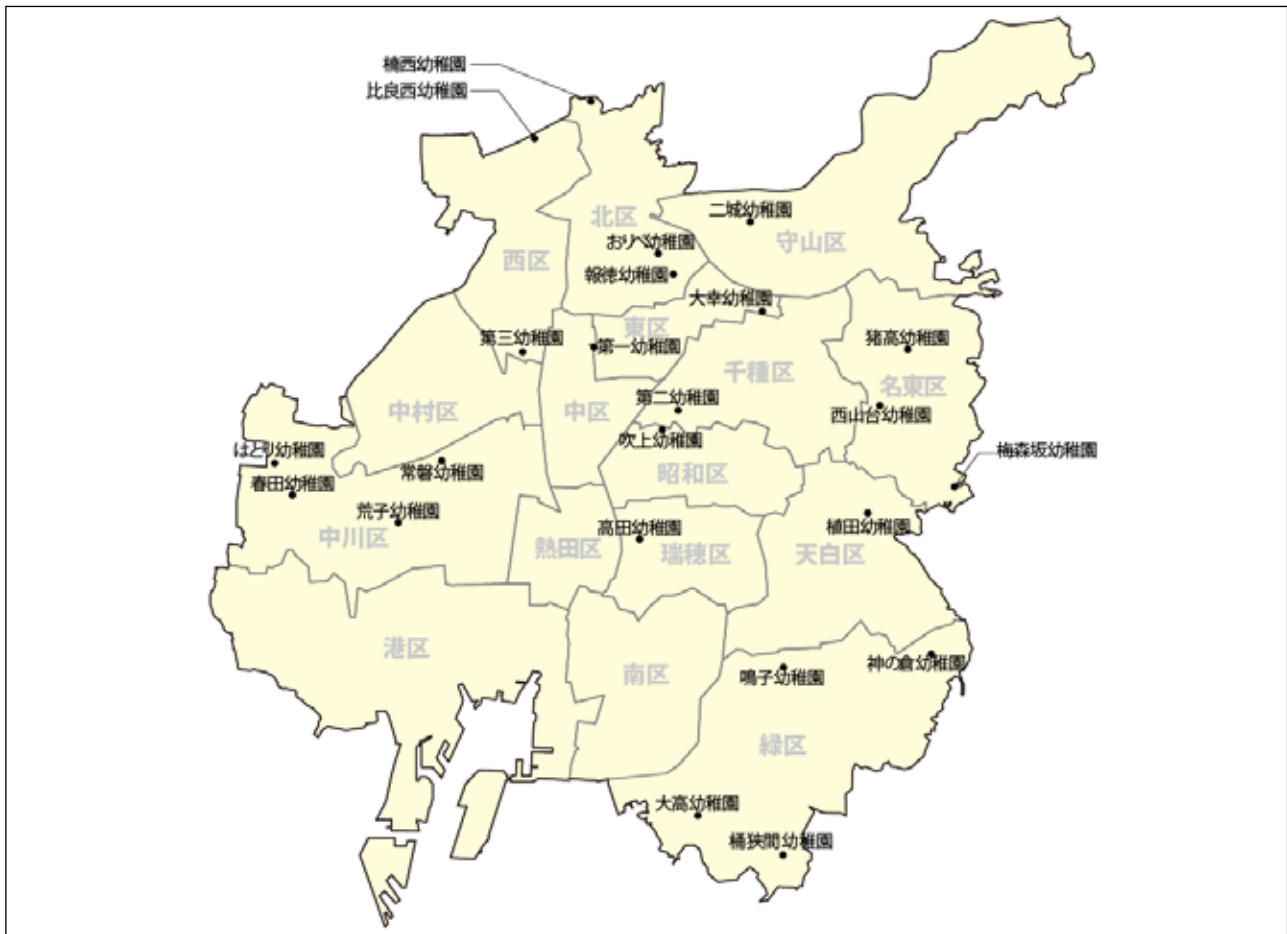 楠西幼稚園
比良西幼稚園
二城幼稚園
北区
守山区
おりべ幼稚園
西区
報徳幼稚園
大幸幼稚園
東区
第三幼稚園
第一幼稚園
猪高幼稚園
千種区
名東区
第二幼稚園
中村区
中区
西山台幼稚園
吹上幼稚園
はとり幼稚園
梅森坂幼稚園
常磐幼稚園
昭和区
春田幼稚園
荒子幼稚園
高田幼稚園
植田幼稚園
中川区
熱田区
瑞穂区
天白区
港区
神の倉幼稚園
南区
鳴子幼稚園
緑区
大高幼稚園
桶狭間幼稚園